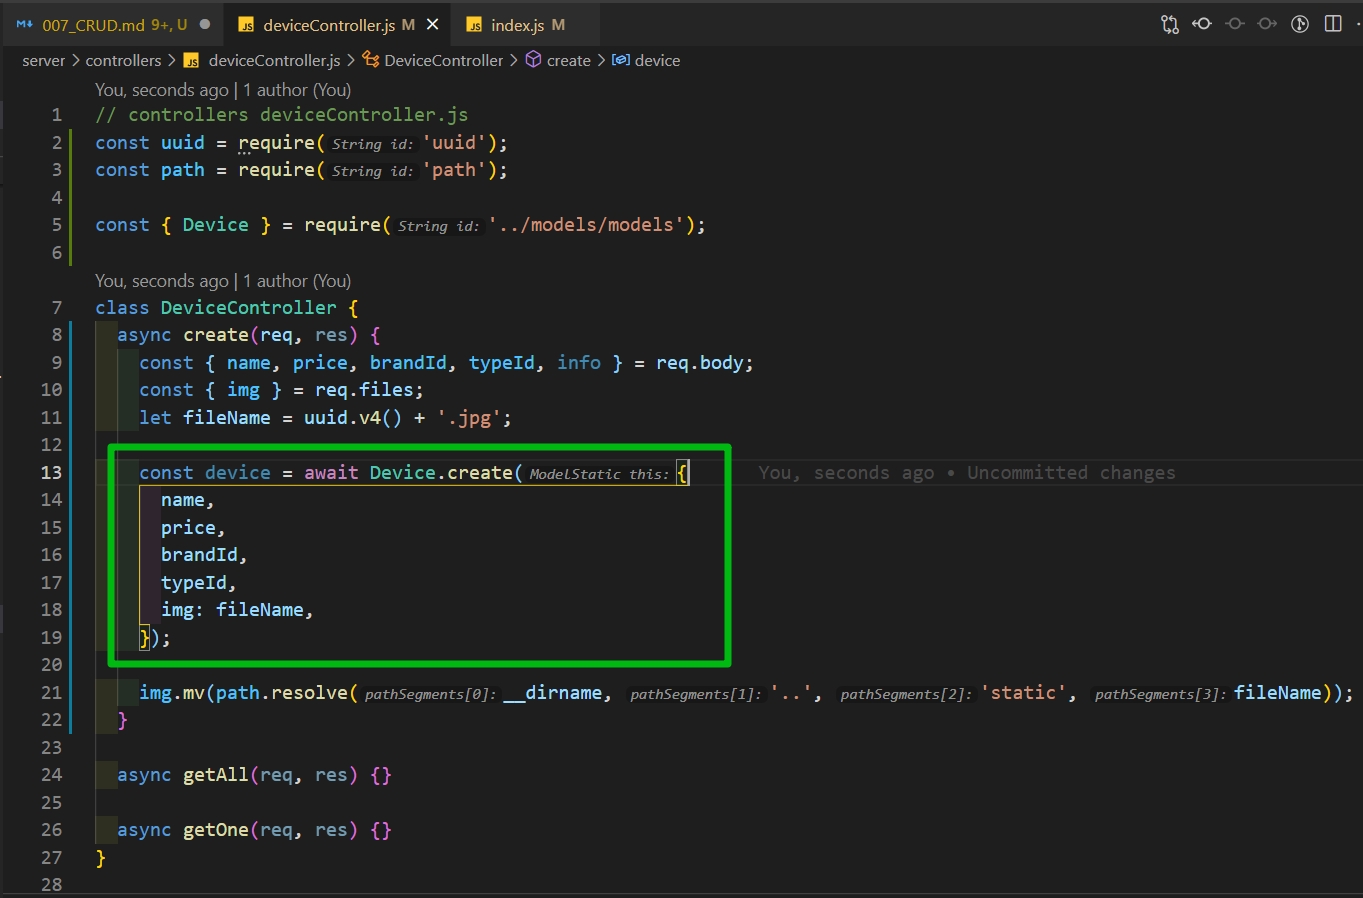 007_CRUD.md 9+, U deviceController.js M index.js M
server > controllers > JS deviceController.js > DeviceController > create > device
You, seconds ago | 1 author (You)
1 // controllers deviceController.js
2 const uuid = require( String id: 'uuid');
3 const path = require( String id: 'path');
4
5 const { Device } = require( String id: '../models/models');
6
You, seconds ago | 1 author (You)
7 class DeviceController {
8 async create(req, res) {
9 const { name, price, brandId, typeId, info } = req.body;
10 const { img } = req.files;
11 let fileName = uuid.v4() + '.jpg';
12
13 const device = await Device.create( ModelStatic this: { You, seconds ago • Uncommitted changes
14 name,
15 price,
16 brandId,
17 typeId,
18 img: fileName,
19 });
20
21 img.mv(path.resolve( pathSegments[0]: __dirname, pathSegments[1]: '..', pathSegments[2]: 'static', pathSegments[3]: fileName));
22 }
23
24 async getAll(req, res) {}
25
26 async getOne(req, res) {}
27 }
28